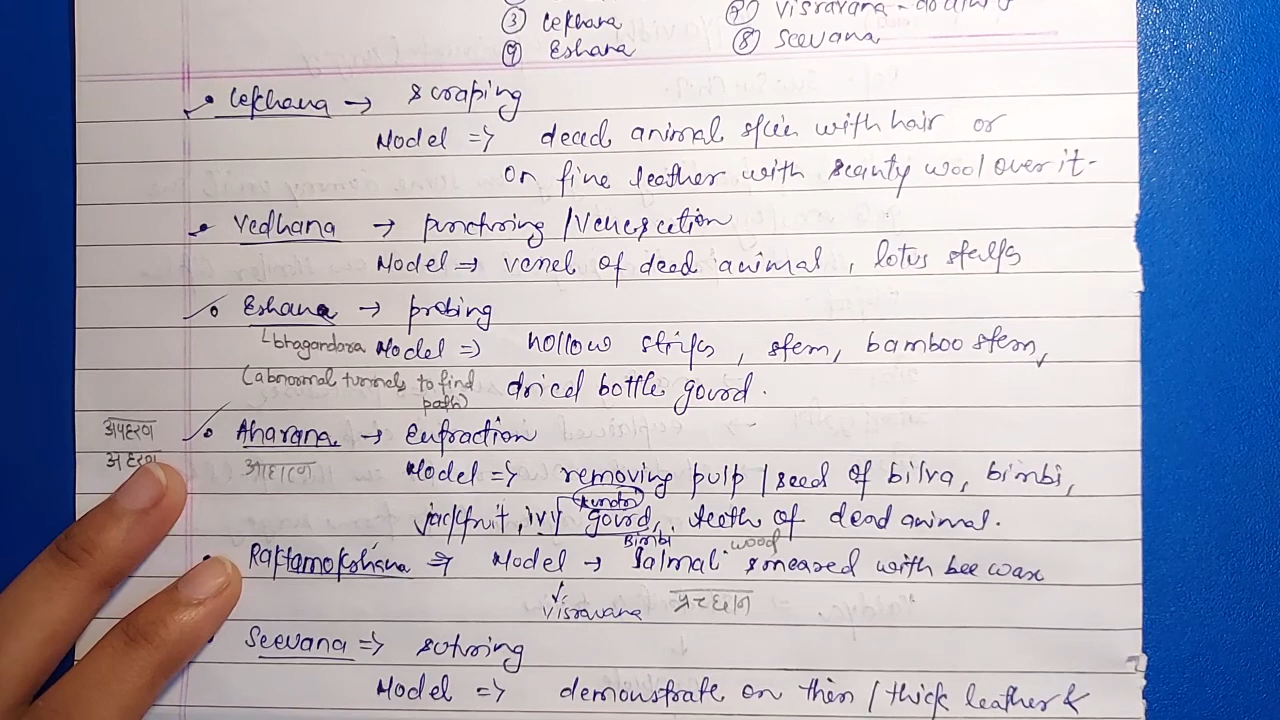 ③ Lekhana ⑦ Visravana -
④ Eshana ⑧ Seevana
Lekhana → scraping
Model => dead animal skin with hair or
on fine leather with scanty wool over it-
Vedhana → puncturing / Venesection
Model => vessel of dead animal, lotus stalks
Eshana → probing
bhagandara Model => hollow strips, stem, bamboo stem,
(abnormal tunnels to find path) dried bottle gourd.
अपहरण
Aharana → Extraction
अहरण आहरण
Model => removing pulp / seed of bilva, bimbi,
(kundru)
jackfruit, ivy gourd, teeth of dead animal.
Bimbi wood
Raktamokshana => Model → Salmal smeared with bee wax
Visravana
Seevana => suturing
Model => demonstrate on thin / thick leather &